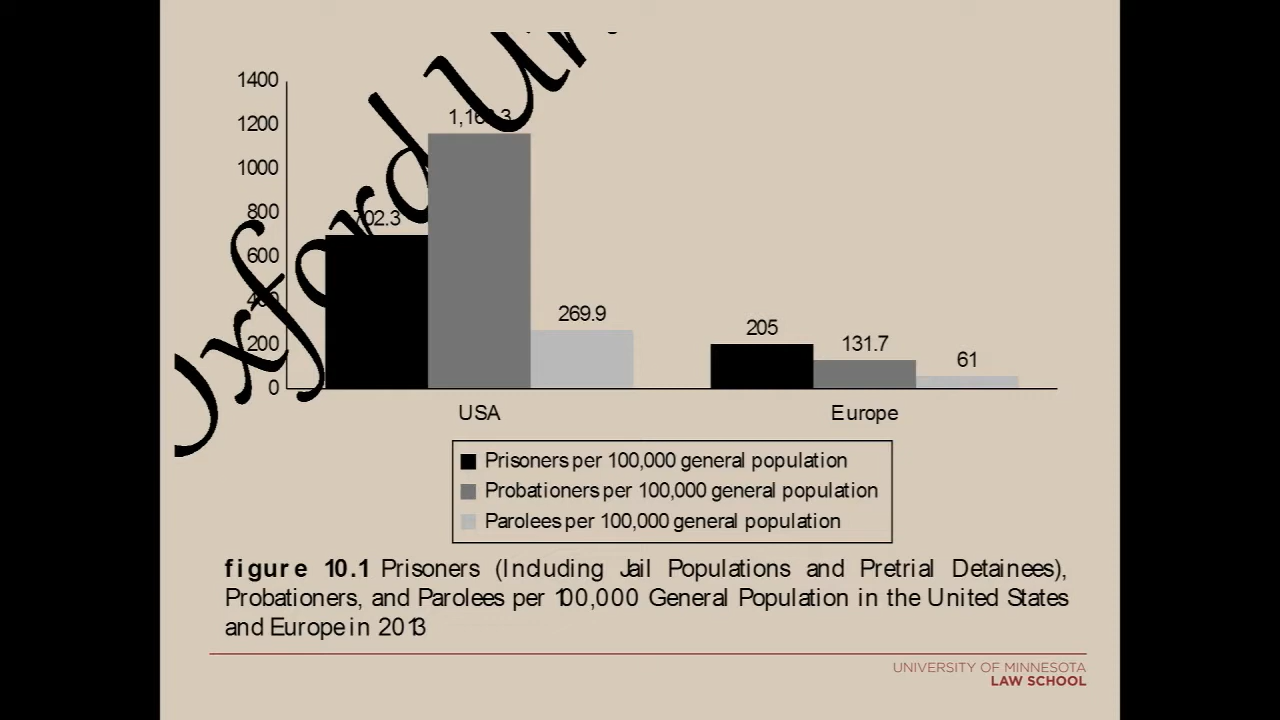 Oxford Un
1400
1200
1000
800
600
400
200
0
702.3
269.9
205
131.7
61
USA
Europe
Prisoners per 100,000 general population
Probationers per 100,000 general population
Parolees per 100,000 general population
figure 10.1 Prisoners (Including Jail Populations and Pretrial Detainees),
Probationers, and Parolees per 100,000 General Population in the United States
and Europe in 2013
UNIVERSITY OF MINNESOTA
LAW SCHOOL